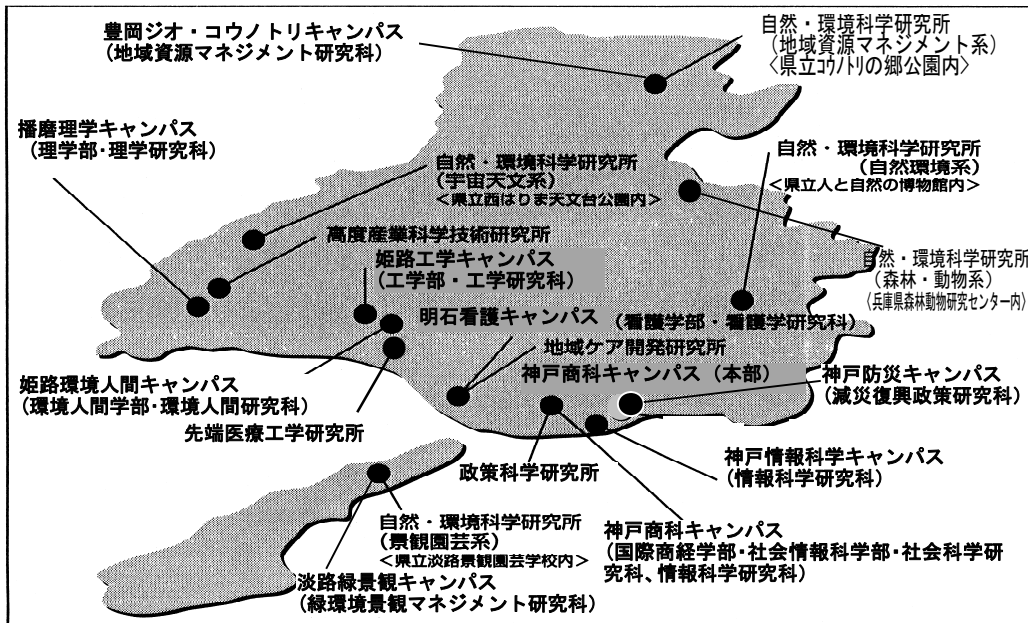 豊岡ジオ・コウノトリキャンパス
(地域資源マネジメント研究科)
自然・環境科学研究所
(地域資源マネジメント系)
〈県立コウノトリの郷公園内〉
播磨理学キャンパス
(理学部・理学研究科)
自然・環境科学研究所
(宇宙天文系)
<県立西はりま天文台公園内>
自然・環境科学研究所
(自然環境系)
<県立人と自然の博物館内>
高度産業科学技術研究所
姫路工学キャンパス
(工学部・工学研究科)
自然・環境科学研究所
(森林・動物系)
〈兵庫県森林動物研究センター内〉
明石看護キャンパス (看護学部・看護学研究科)
地域ケア開発研究所
神戸商科キャンパス(本部)
姫路環境人間キャンパス
(環境人間学部・環境人間研究科)
神戸防災キャンパス
(減災復興政策研究科)
先端医療工学研究所
政策科学研究所
神戸情報科学キャンパス
(情報科学研究科)
自然・環境科学研究所
(景観園芸系)
<県立淡路景観園芸学校内>
神戸商科キャンパス
(国際商経学部・社会情報科学部・社会科学研
究科、情報科学研究科)
淡路緑景観キャンパス
(緑環境景観マネジメント研究科)